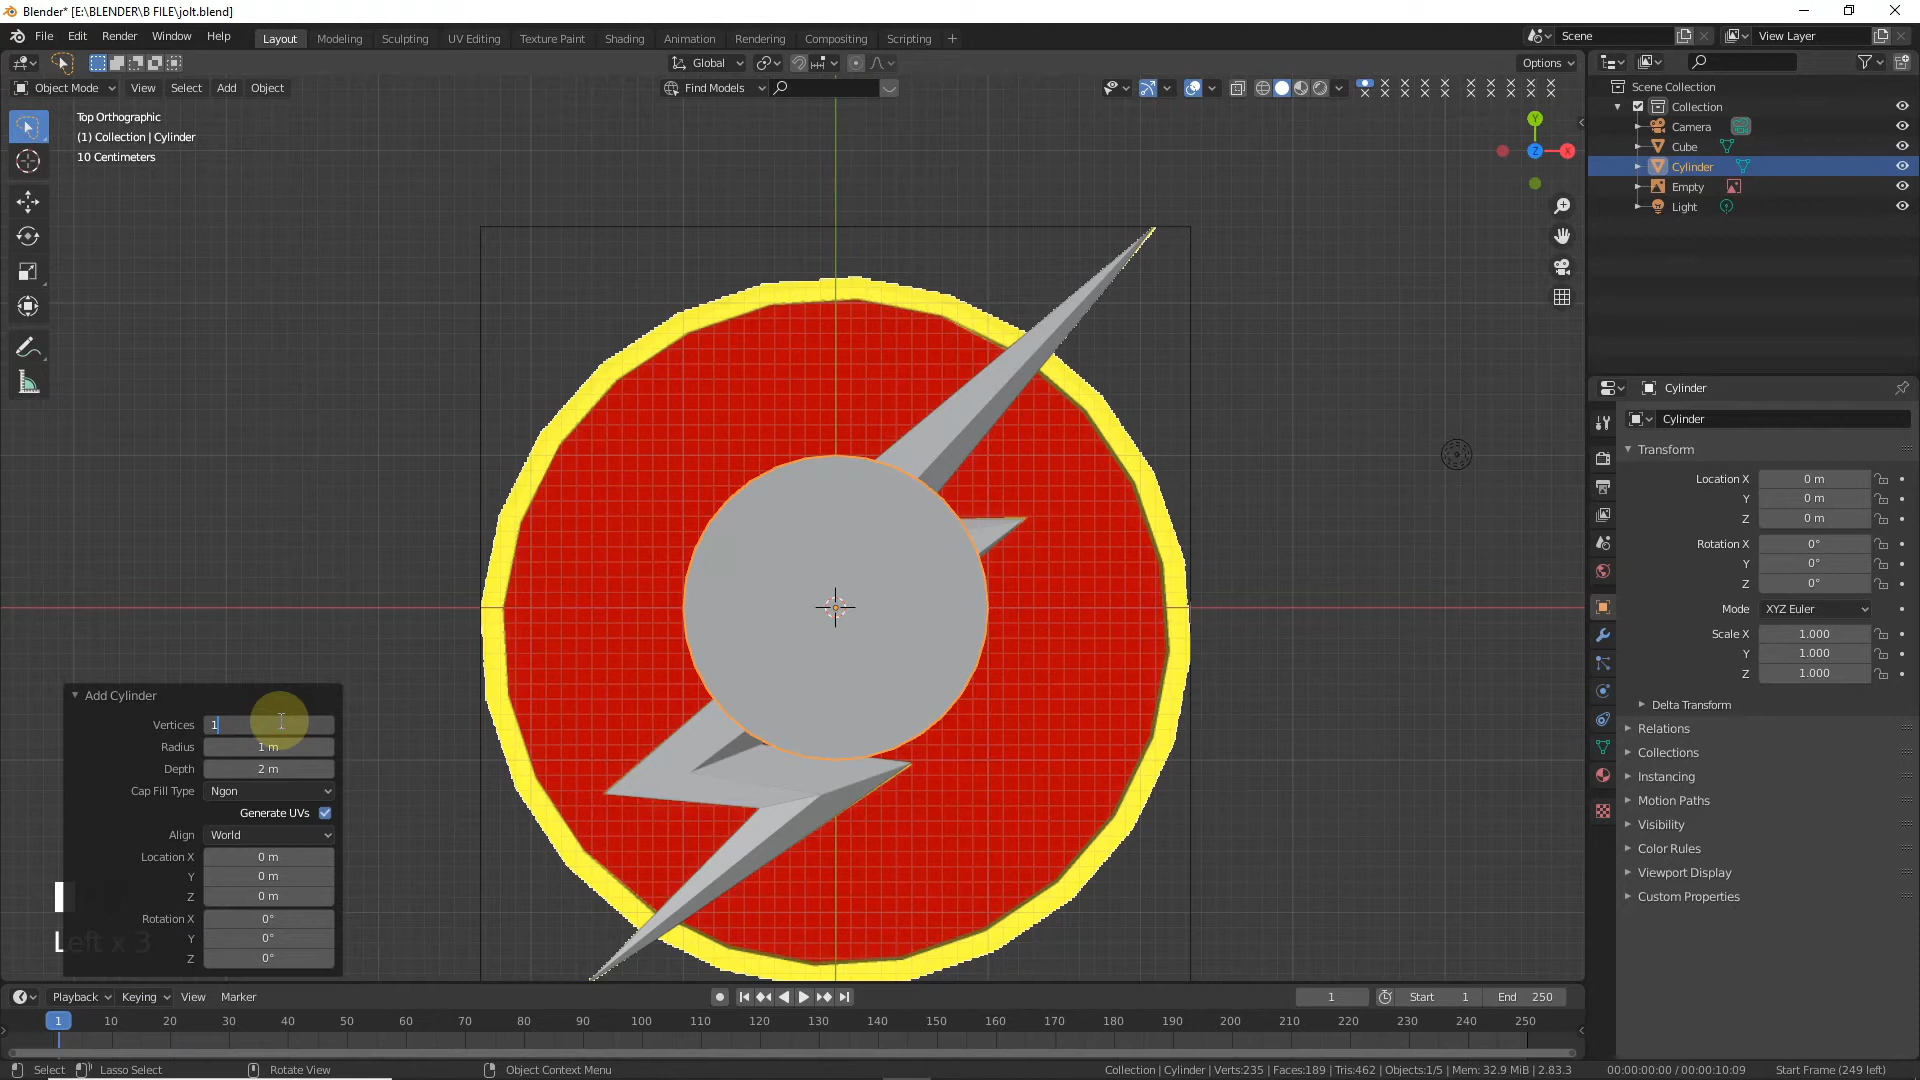 Blender* [E:\BLENDER\B FILE\jolt.blend]
File Edit Render Window Help
Layout Modeling Sculpting UV Editing Texture Paint Shading Animation Rendering Compositing Scripting +
Scene
View Layer
Global
Options
Object Mode View Select Add Object
Find Models
Top Orthographic
(1) Collection | Cylinder
10 Centimeters
Y
Z
X
Scene Collection
Collection
Camera
Cube
Cylinder
Empty
Light
Cylinder
Cylinder
Transform
Location X 0 m
Y 0 m
Z 0 m
Rotation X 0°
Y 0°
Z 0°
Mode XYZ Euler
Scale X 1.000
Y 1.000
Z 1.000
Delta Transform
Relations
Collections
Instancing
Motion Paths
Visibility
Color Rules
Viewport Display
Custom Properties
Add Cylinder
Vertices 1
Radius 1 m
Depth 2 m
Cap Fill Type Ngon
Generate UVs
Align World
Location X 0 m
Y 0 m
Z 0 m
Rotation X 0°
Y 0°
Z 0°
Left x 3
Playback Keying View Marker
1 Start 1 End 250
1 10 20 30 40 50 60 70 80 90 100 110 120 130 140 150 160 170 180 190 200 210 220 230 240 250
Select Lasso Select Rotate View Object Context Menu
Collection | Cylinder | Verts:235 | Faces:189 | Tris:462 | Objects:1/5 | Mem: 32.9 MiB | 2.83.3
00:00:00:00 / 00:00:10:09
Start Frame (249 left)